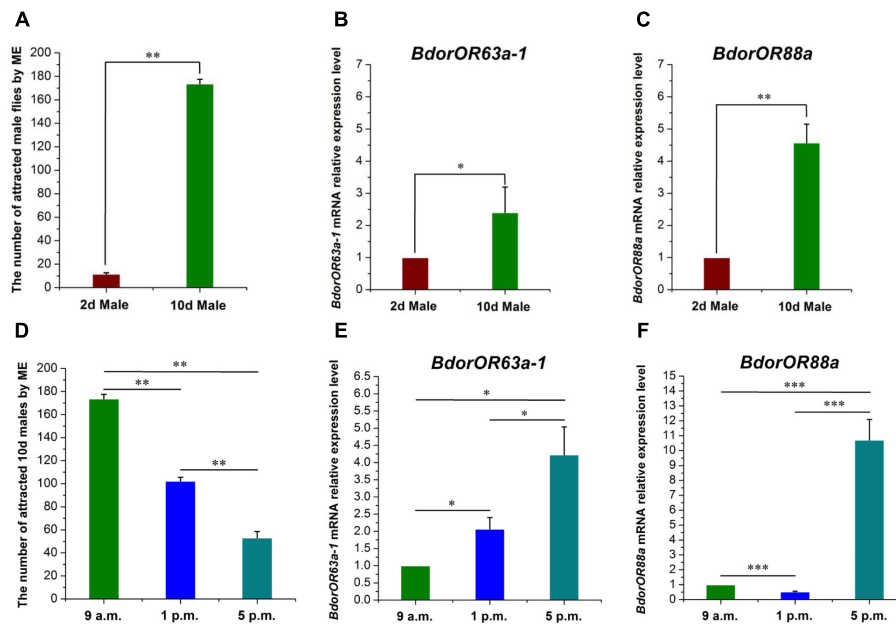 A
The number of attracted male flies by ME
200
180
160
140
120
100
80
60
40
20
0
**
2d Male
10d Male
B
BdorOR63a-1
BdorOR63a-1 mRNA relative expression level
7
6
5
4
3
2
1
0
*
2d Male
10d Male
C
BdorOR88a
BdorOR88a mRNA relative expression level
7
6
5
4
3
2
1
0
**
2d Male
10d Male
D
The number of attracted 10d males by ME
200
180
160
140
120
100
80
60
40
20
0
**
**
**
9 a.m.
1 p.m.
5 p.m.
E
BdorOR63a-1
BdorOR63a-1 mRNA relative expression level
6.5
6.0
5.5
5.0
4.5
4.0
3.5
3.0
2.5
2.0
1.5
1.0
0.5
0.0
*
*
*
9 a.m.
1 p.m.
5 p.m.
F
BdorOR88a
BdorOR88a mRNA relative expression level
15
14
13
12
11
10
9
8
7
6
5
4
3
2
1
0
***
***
***
9 a.m.
1 p.m.
5 p.m.